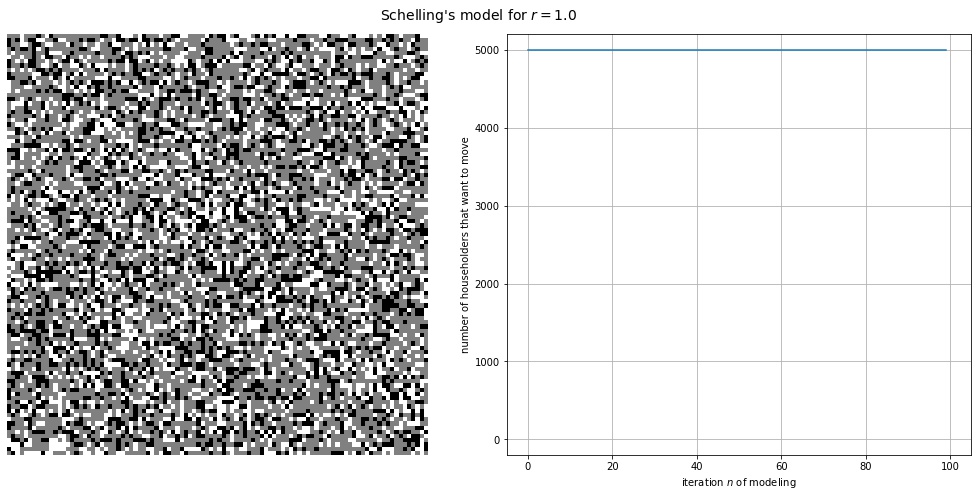 Schelling's model for r = 1.0
number of householders that want to move
5000
4000
3000
2000
1000
0
0 20 40 60 80 100
iteration n of modeling